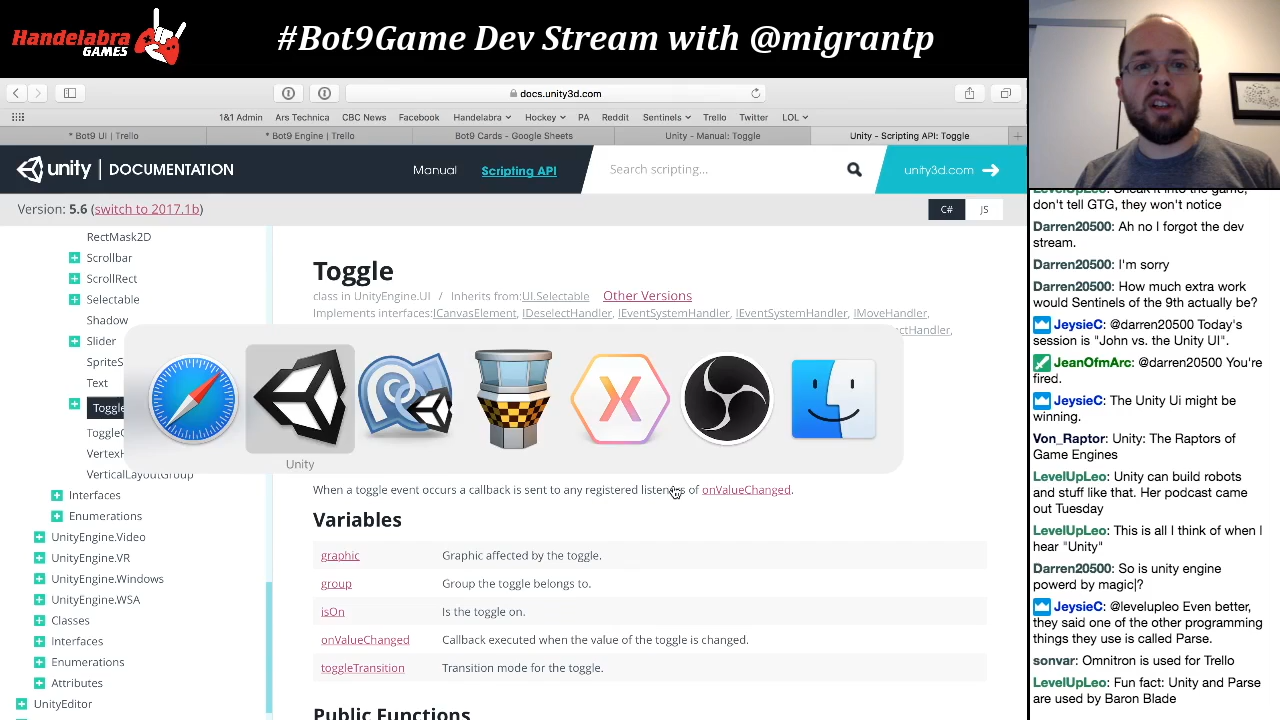 Handelabra
GAMES
#Bot9Game Dev Stream with @migrantp
docs.unity3d.com
1&1 Admin Ars Technica CBC News Facebook Handelabra Hockey PA Reddit Sentinels Trello Twitter LOL
* Bot9 UI | Trello
* Bot9 Engine | Trello
Bot9 Cards - Google Sheets
Unity - Manual: Toggle
Unity - Scripting API: Toggle
unity | DOCUMENTATION
Manual
Scripting API
Search scripting...
unity3d.com
Version: 5.6 (switch to 2017.1b)
C#
JS
RectMask2D
Scrollbar
ScrollRect
Selectable
Shadow
Slider
Text
Interfaces
Enumerations
UnityEngine.Video
UnityEngine.VR
UnityEngine.Windows
UnityEngine.WSA
Classes
Interfaces
Enumerations
Attributes
UnityEditor
Toggle
class in UnityEngine.UI / Inherits from:UI.Selectable Other Versions
Implements interfaces:ICanvasElement, IDeselectHandler, IEventSystemHandler, IEventSystemHandler, IMoveHandler,
Unity
When a toggle event occurs a callback is sent to any registered listeners of onValueChanged.
Variables
graphic Graphic affected by the toggle.
group Group the toggle belongs to.
isOn Is the toggle on.
onValueChanged Callback executed when the value of the toggle is changed.
toggleTransition Transition mode for the toggle.
Public Functions
LevelUpLeo: Sneak it into the game,
don't tell GTG, they won't notice
Darren20500: Ah no I forgot the dev
stream.
Darren20500: I'm sorry
Darren20500: How much extra work
would Sentinels of the 9th actually be?
JeysieC: @darren20500 Today's
session is "John vs. the Unity UI".
JeanOfmArc: @darren20500 You're
fired.
JeysieC: The Unity Ui might be
winning.
Von_Raptor: Unity: The Raptors of
Game Engines
LevelUpLeo: Unity can build robots
and stuff like that. Her podcast came
out Tuesday
LevelUpLeo: This is all I think of when I
hear "Unity"
Darren20500: So is unity engine
powerd by magic|?
JeysieC: @levelupleo Even better,
they said one of the other programming
things they use is called Parse.
sonvar: Omnitron is used for Trello
LevelUpLeo: Fun fact: Unity and Parse
are used by Baron Blade